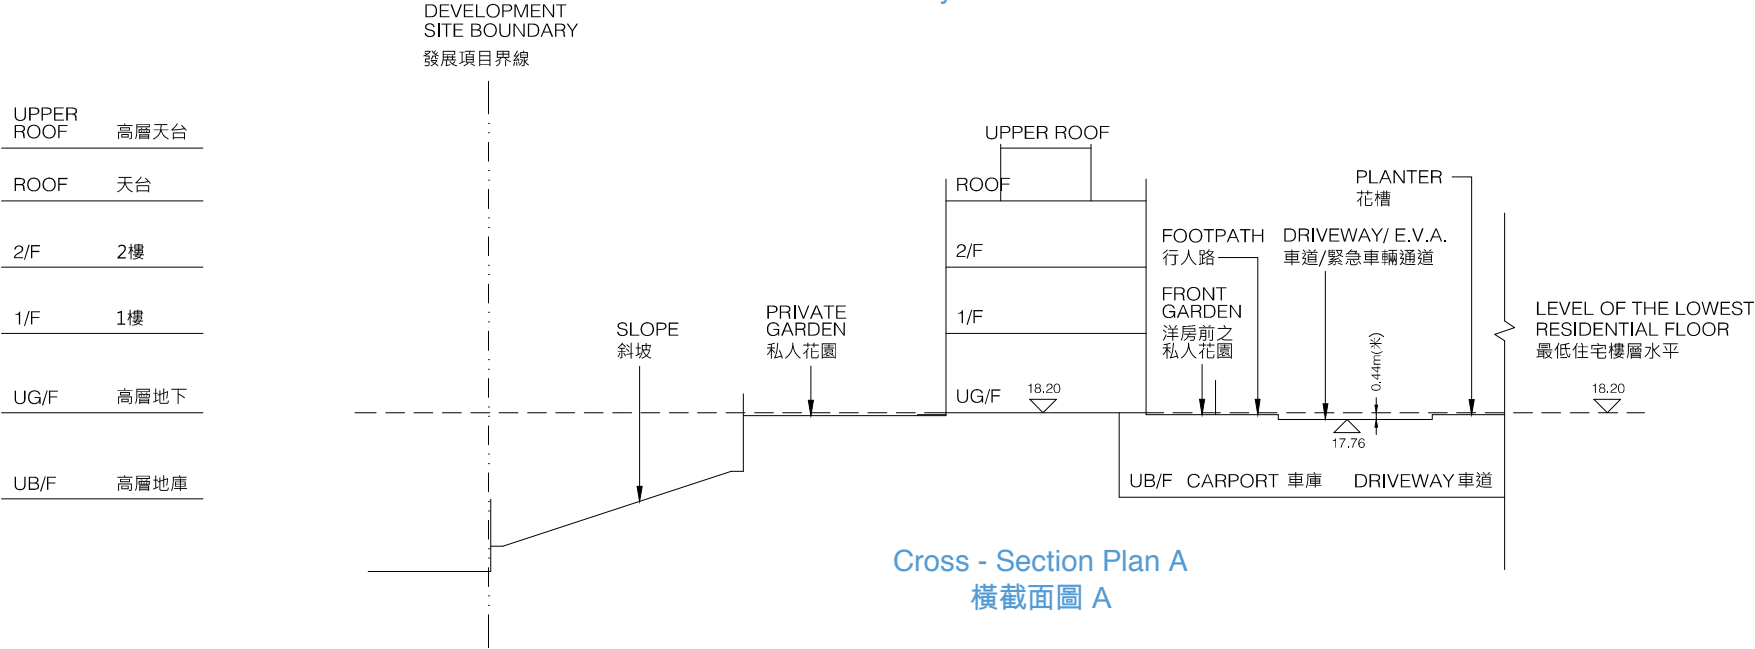 DEVELOPMENT
SITE BOUNDARY
發展項目界線
UPPER
ROOF 高層天台
ROOF 天台
2/F 2樓
1/F 1樓
UG/F 高層地下
UB/F 高層地庫
SLOPE
斜坡
PRIVATE
GARDEN
私人花園
UPPER ROOF
ROOF
2/F
1/F
UG/F 18.20
FOOTPATH
行人路
FRONT
GARDEN
洋房前之
私人花園
DRIVEWAY/ E.V.A.
車道/緊急車輛通道
PLANTER
花槽
0.44m(米)
17.76
UB/F CARPORT 車庫 DRIVEWAY 車道
LEVEL OF THE LOWEST
RESIDENTIAL FLOOR
最低住宅樓層水平
18.20
Cross - Section Plan A
橫截面圖 A